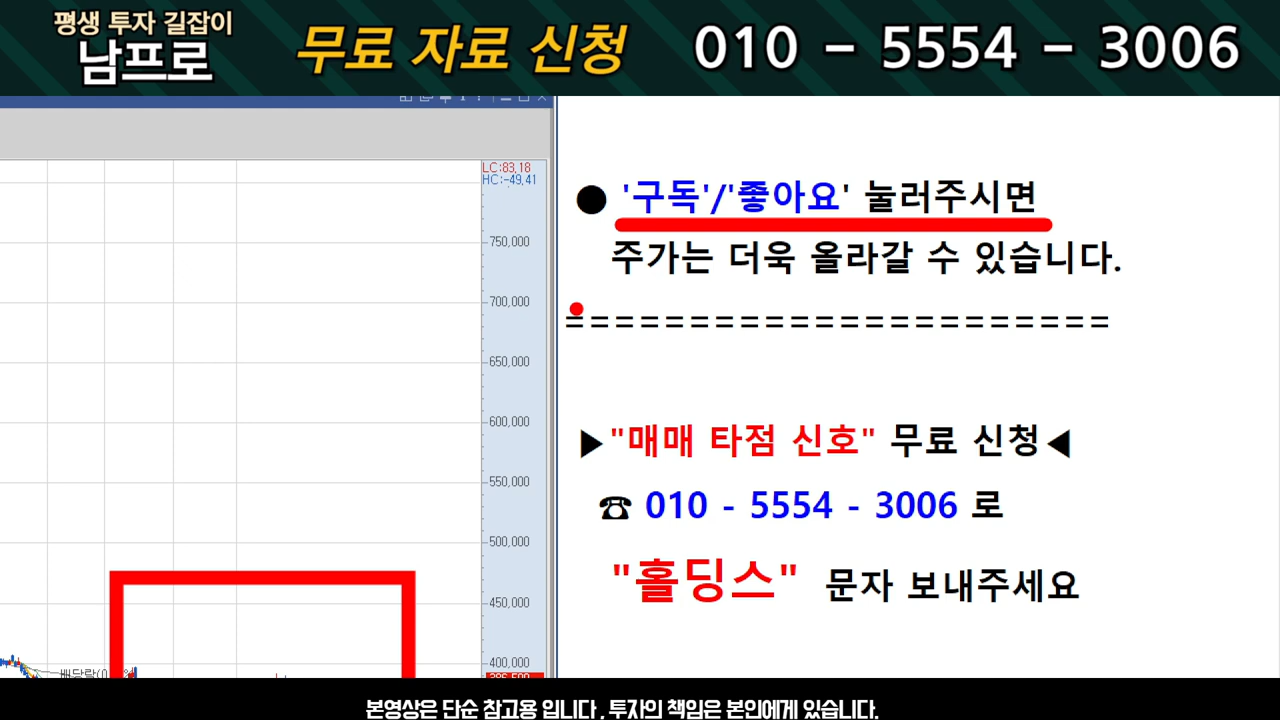 평생 투자 길잡이
남프로
무료 자료 신청
010 - 5554 - 3006
LC:83,18
HC:-49,41
750,000
700,000
650,000
600,000
550,000
500,000
450,000
400,000
● '구독'/'좋아요' 눌러주시면
주가는 더욱 올라갈 수 있습니다.
======================
▶"매매 타점 신호" 무료 신청◀
☎ 010 - 5554 - 3006 로
"홀딩스" 문자 보내주세요
본영상은 단순 참고용 입니다 , 투자의 책임은 본인에게 있습니다.